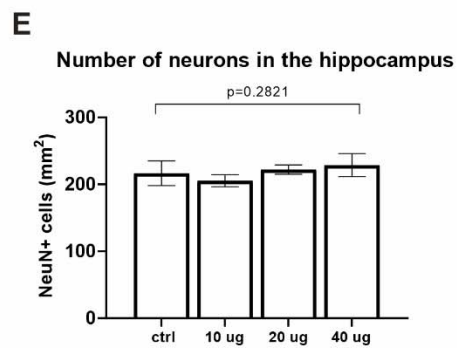 E
Number of neurons in the hippocampus
p=0.2821
NeuN+ cells (mm²)
300
200
100
0
ctrl 10 ug 20 ug 40 ug